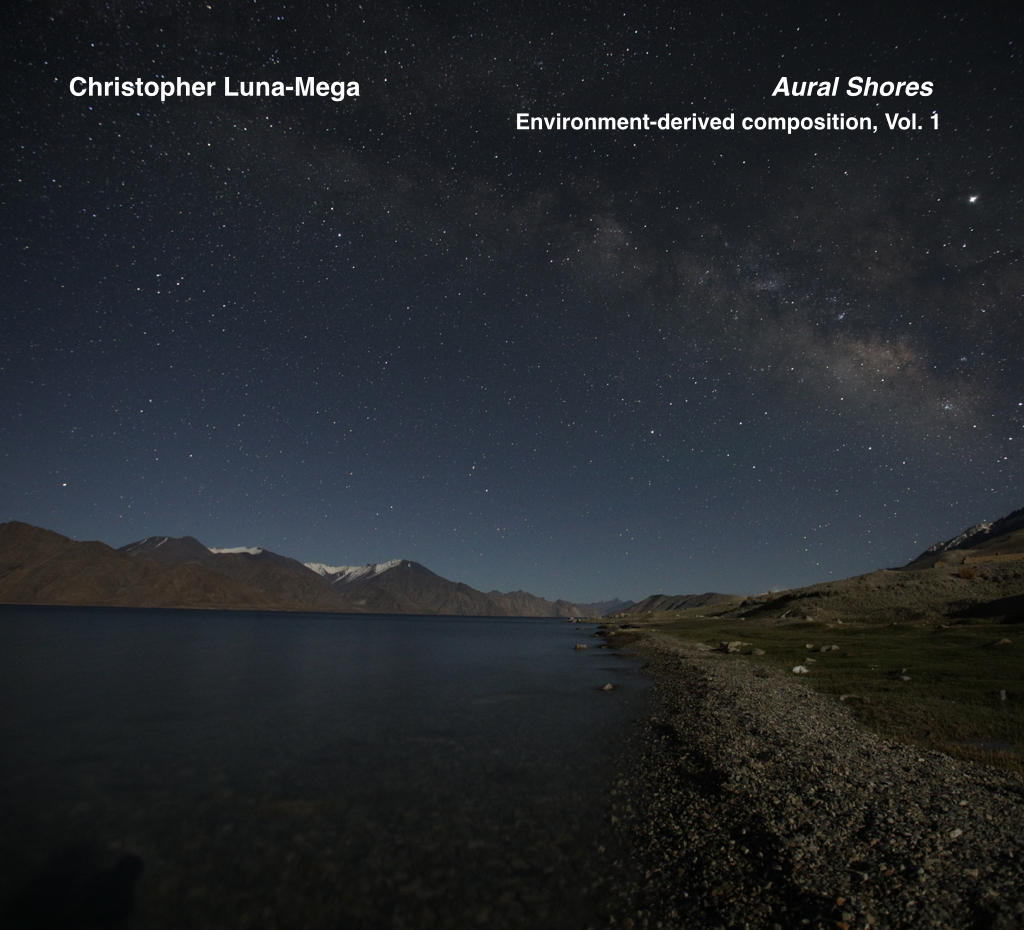 Christopher Luna-Mega
Aural Shores
Environment-derived composition, Vol. 1